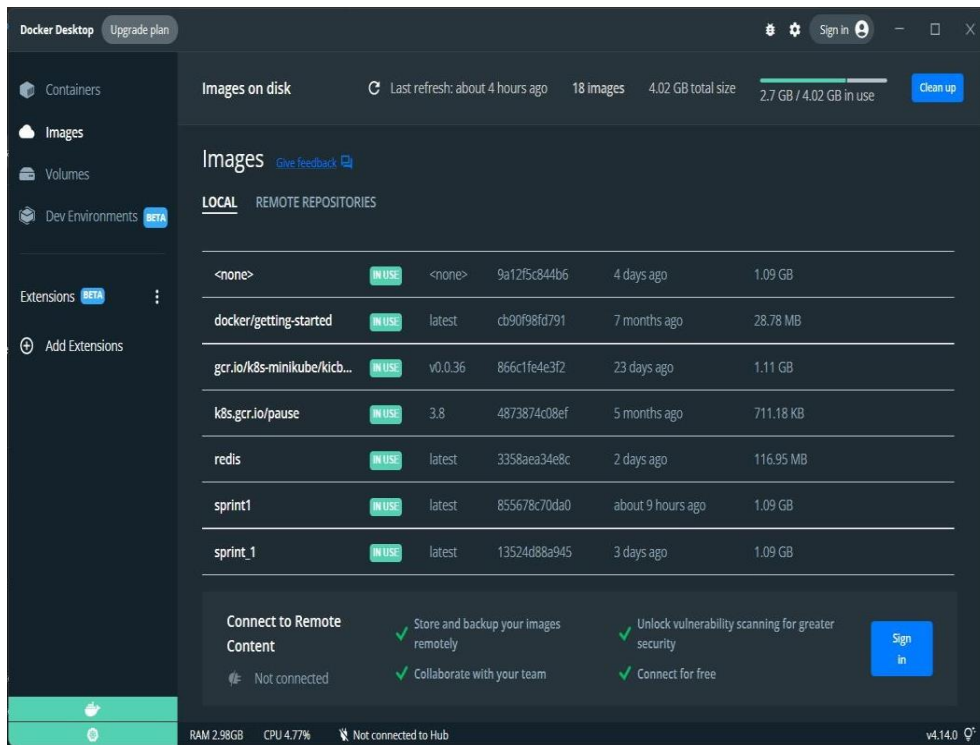 Docker Desktop Upgrade plan Sign in
Containers
Images
Volumes
Dev Environments BETA
Extensions BETA
Add Extensions
Images on disk Last refresh: about 4 hours ago 18 images 4.02 GB total size 2.7 GB / 4.02 GB in use Clean up
Images Give feedback
LOCAL REMOTE REPOSITORIES
<none> IN USE <none> 9a12f5c844b6 4 days ago 1.09 GB
docker/getting-started IN USE latest cb90f98fd791 7 months ago 28.78 MB
gcr.io/k8s-minikube/kicb... IN USE v0.0.36 866c1fe4e3f2 23 days ago 1.11 GB
k8s.gcr.io/pause IN USE 3.8 4873874c08ef 5 months ago 711.18 KB
redis IN USE latest 3358aea34e8c 2 days ago 116.95 MB
sprint1 IN USE latest 855678c70da0 about 9 hours ago 1.09 GB
sprint_1 IN USE latest 13524d88a945 3 days ago 1.09 GB
Connect to Remote
Content
Not connected
Store and backup your images
remotely
Collaborate with your team
Unlock vulnerability scanning for greater
security
Connect for free
Sign
in
RAM 2.98GB CPU 4.77% Not connected to Hub v4.14.0